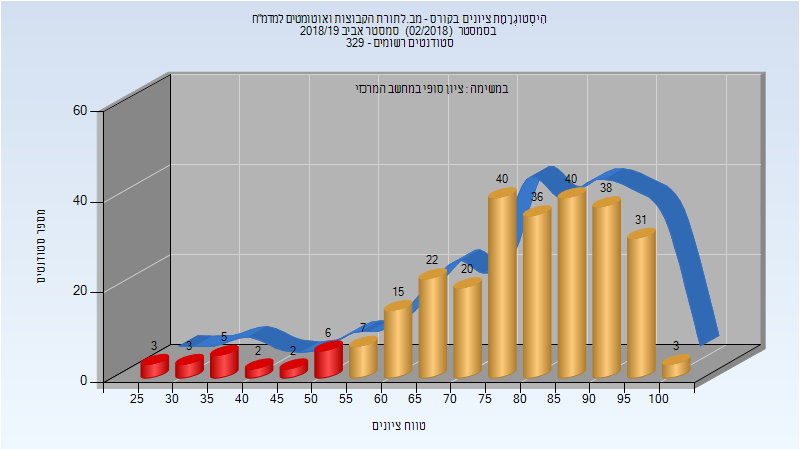 הִיסְטוֹגְרָמַת ציונים בקורס - מב.לתורת הקבוצות ואוטומטים למדמ"ח
בסמסטר (02/2018) סמסטר אביב 2018/19
סטודנטים רשומים - 329
במשימה : ציון סופי במחשב המרכזי
מספר סטודנטים
60
40
20
0
3
3
5
2
2
6
7
15
22
20
40
36
40
38
31
3
25 30 35 40 45 50 55 60 65 70 75 80 85 90 95 100
טווח ציונים